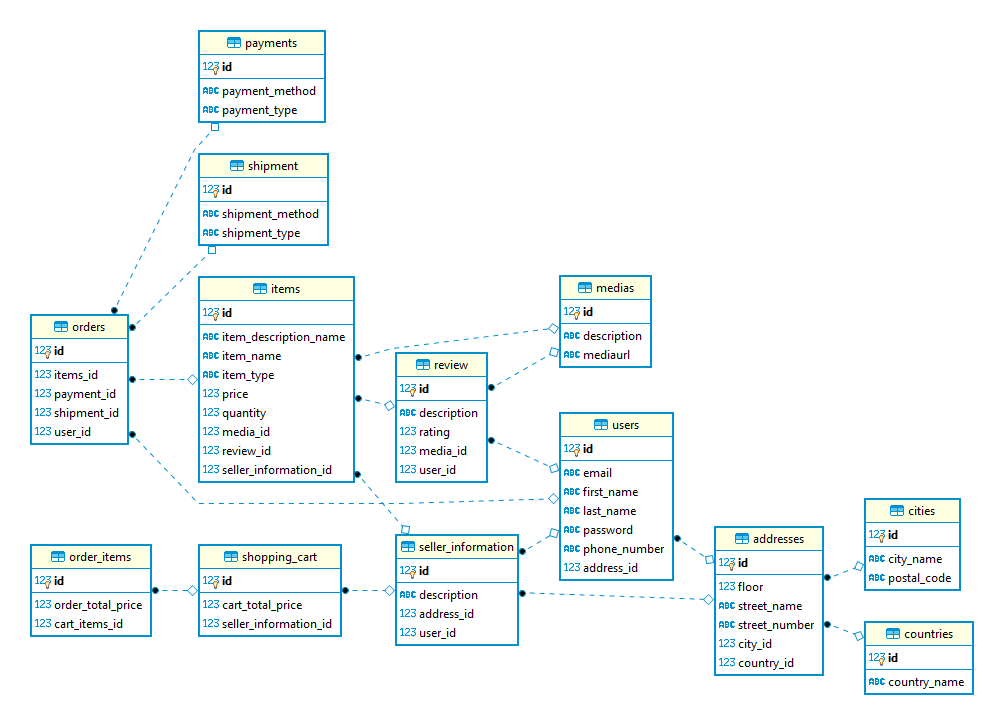 payments
123 id
ABC payment_method
ABC payment_type
shipment
123 id
ABC shipment_method
ABC shipment_type
items
123 id
ABC item_description_name
ABC item_name
ABC item_type
123 price
123 quantity
123 media_id
123 review_id
123 seller_information_id
medias
123 id
ABC description
ABC mediaurl
orders
123 id
123 items_id
123 payment_id
123 shipment_id
123 user_id
review
123 id
ABC description
123 rating
123 media_id
123 user_id
users
123 id
ABC email
ABC first_name
ABC last_name
ABC password
ABC phone_number
123 address_id
cities
123 id
ABC city_name
ABC postal_code
addresses
123 id
123 floor
ABC street_name
ABC street_number
123 city_id
123 country_id
order_items
123 id
123 order_total_price
123 cart_items_id
shopping_cart
123 id
123 cart_total_price
123 seller_information_id
seller_information
123 id
ABC description
123 address_id
123 user_id
countries
123 id
ABC country_name